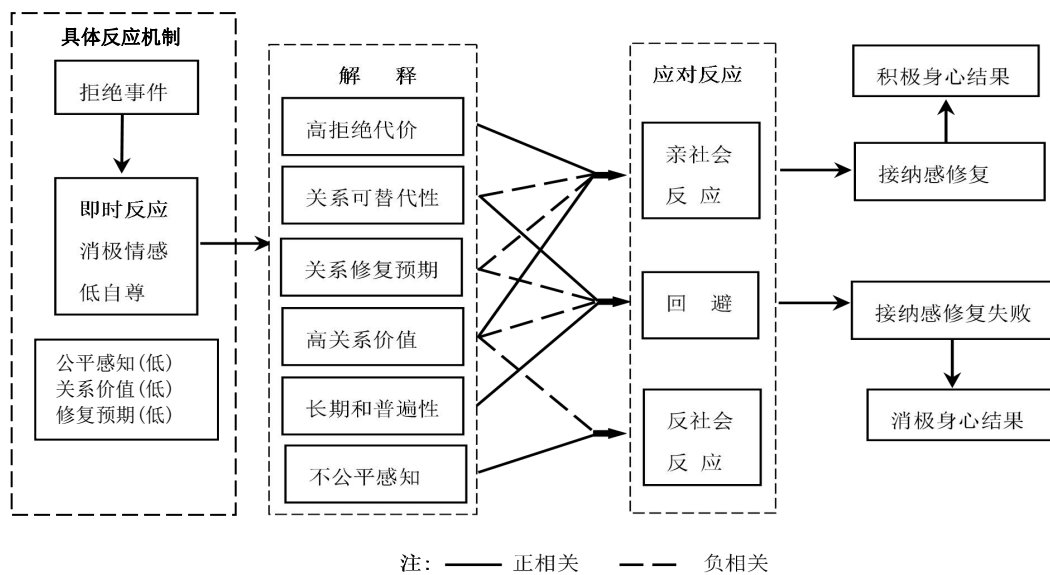 具体反应机制
拒绝事件
即时反应
消极情感
低自尊
公平感知(低)
关系价值(低)
修复预期(低)
解 释
高拒绝代价
关系可替代性
关系修复预期
高关系价值
长期和普遍性
不公平感知
应对反应
亲社会
反 应
回 避
反社会
反 应
积极身心结果
接纳感修复
接纳感修复失败
消极身心结果
注: 正相关 负相关